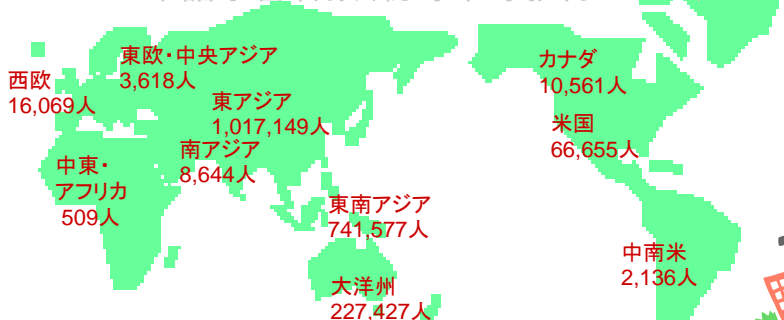 東欧・中央アジア
3,618人
西欧
16,069人
東アジア
1,017,149人
南アジア
8,644人
中東・
アフリカ
509人
東南アジア
741,577人
大洋州
227,427人
カナダ
10,561人
米国
66,655人
中南米
2,136人